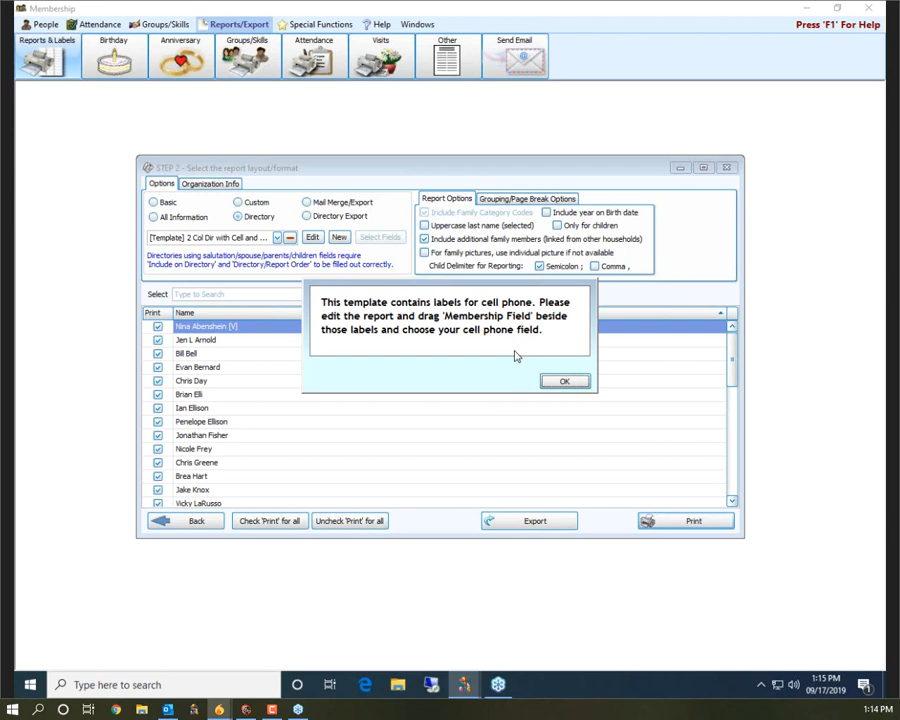 Membership
People Attendance Groups/Skills Reports/Export Special Functions Help Windows Press 'F1' For Help
Reports & Labels Birthday Anniversary Groups/Skills Attendance Visits Other Send Email
STEP 2 - Select the report layout/format
Options Organization Info
Basic Custom Mail Merge/Export
All Information Directory Directory Export
[Template] 2 Col Dir with Cell and ... Edit New Select Fields
Directories using salutation/spouse/parents/children fields require
'Include on Directory' and 'Directory/Report Order' to be filled out correctly.
Report Options Grouping/Page Break Options
Include Family Category Codes Include year on Birth date
Uppercase last name (selected) Only for children
Include additional family members (linked from other households)
For family pictures, use individual picture if not available
Child Delimiter for Reporting: Semicolon ; Comma ,
Select Type to Search
Print Name
Nina Abenshein [V]
Jen L Arnold
Bill Bell
Evan Bernard
Chris Day
Brian Elli
Ian Ellison
Penelope Ellison
Jonathan Fisher
Nicole Frey
Chris Greene
Brea Hart
Jake Knox
Vicky LaRusso
This template contains labels for cell phone. Please
edit the report and drag 'Membership Field' beside
those labels and choose your cell phone field.
OK
Back Check 'Print' for all Uncheck 'Print' for all Export Print
Type here to search
1:15 PM
09/17/2019
1
1:14 PM